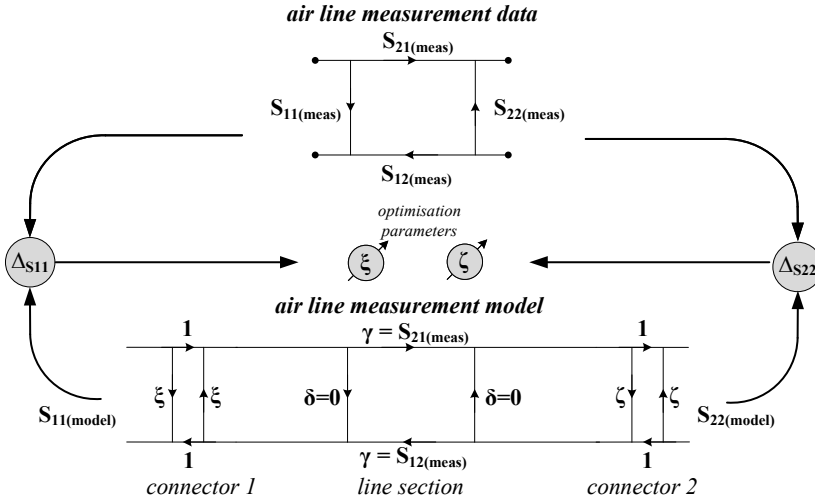 air line measurement data
S21(meas)
S11(meas)
S22(meas)
S12(meas)
optimisation
parameters
ΔS11
ξ
ζ
ΔS22
air line measurement model
1
γ = S21(meas)
1
ξ
ξ
δ=0
δ=0
ζ
ζ
S11(model)
S22(model)
1
γ = S12(meas)
1
connector 1
line section
connector 2